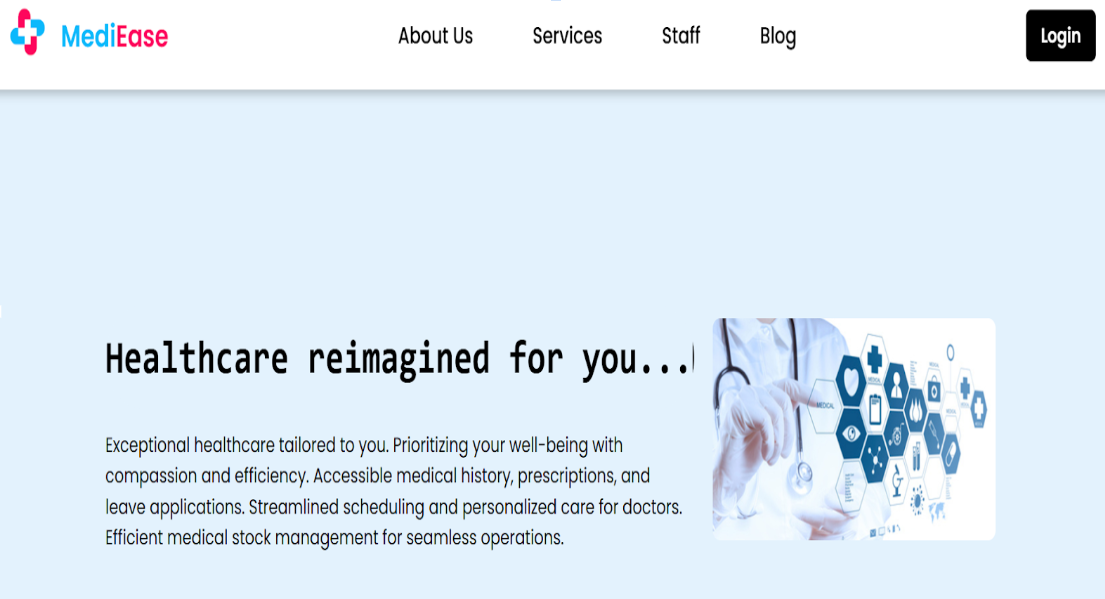 MediEase
About Us
Services
Staff
Blog
Login
Healthcare reimagined for you...
Exceptional healthcare tailored to you. Prioritizing your well-being with
compassion and efficiency. Accessible medical history, prescriptions, and
leave applications. Streamlined scheduling and personalized care for doctors.
Efficient medical stock management for seamless operations.
MEDICAL
MEDICAL